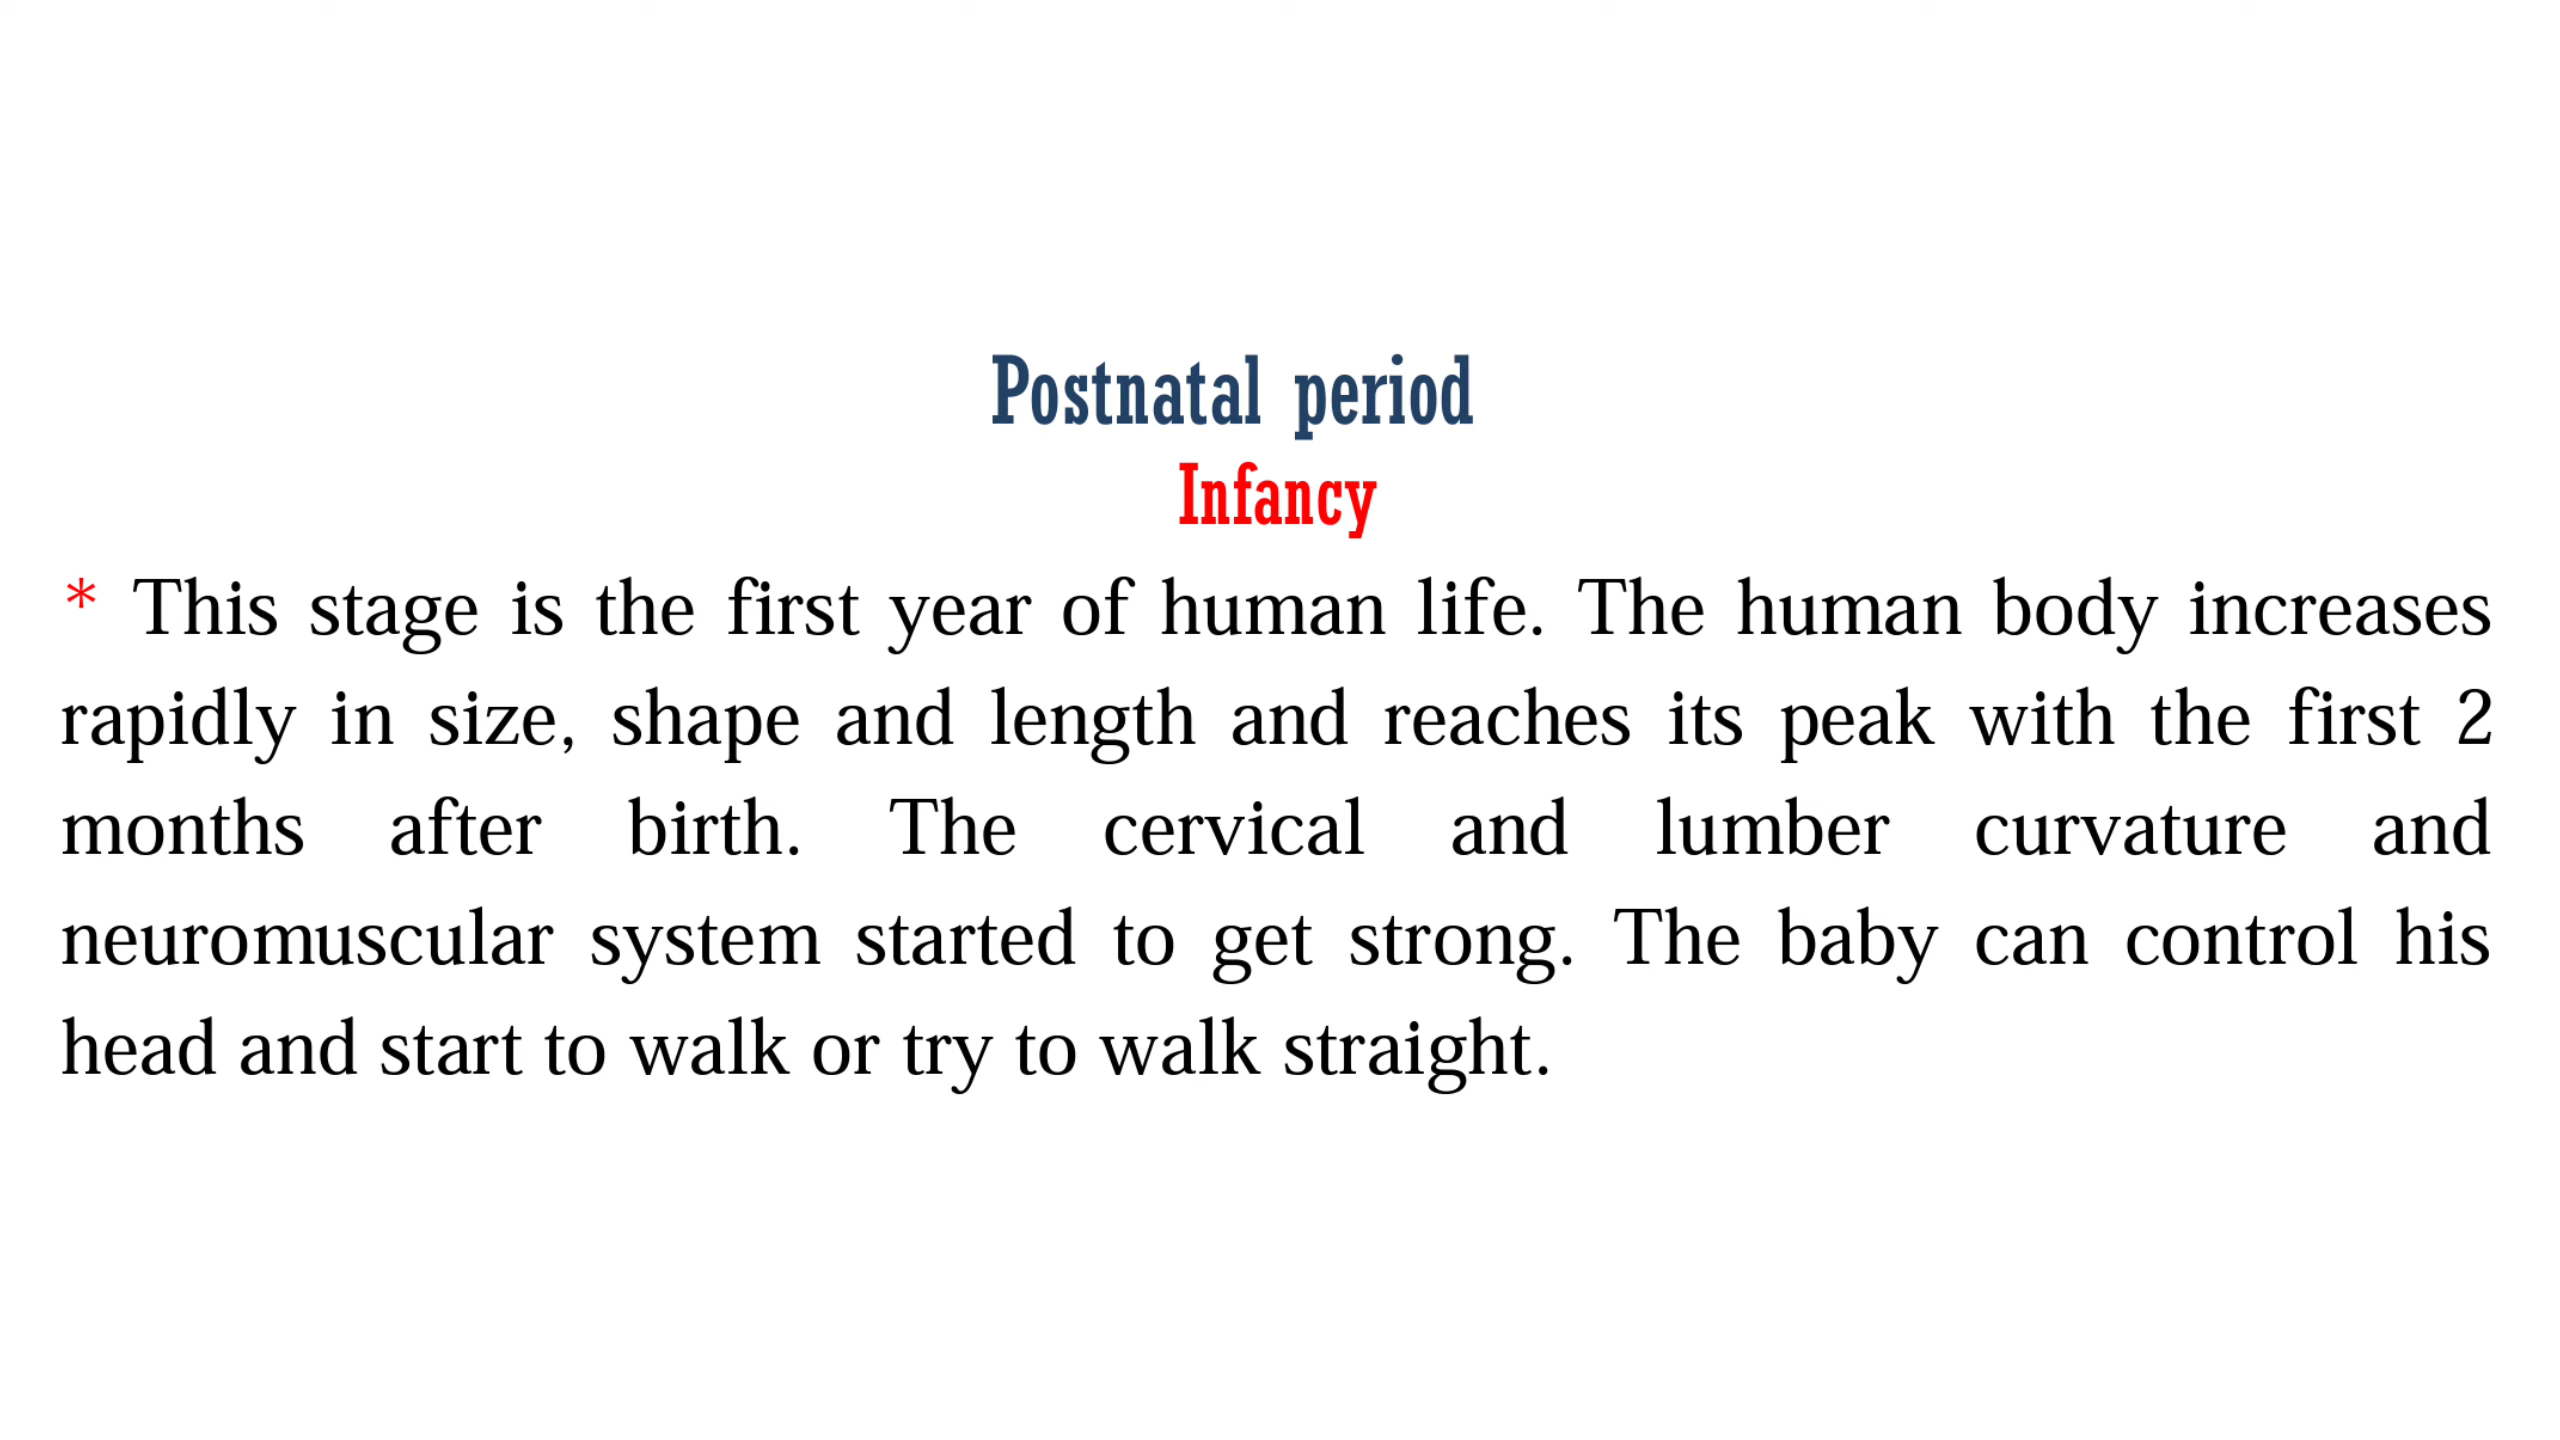 Postnatal period
Infancy
* This stage is the first year of human life. The human body increases
rapidly in size, shape and length and reaches its peak with the first 2
months after birth. The cervical and lumber curvature and
neuromuscular system started to get strong. The baby can control his
head and start to walk or try to walk straight.